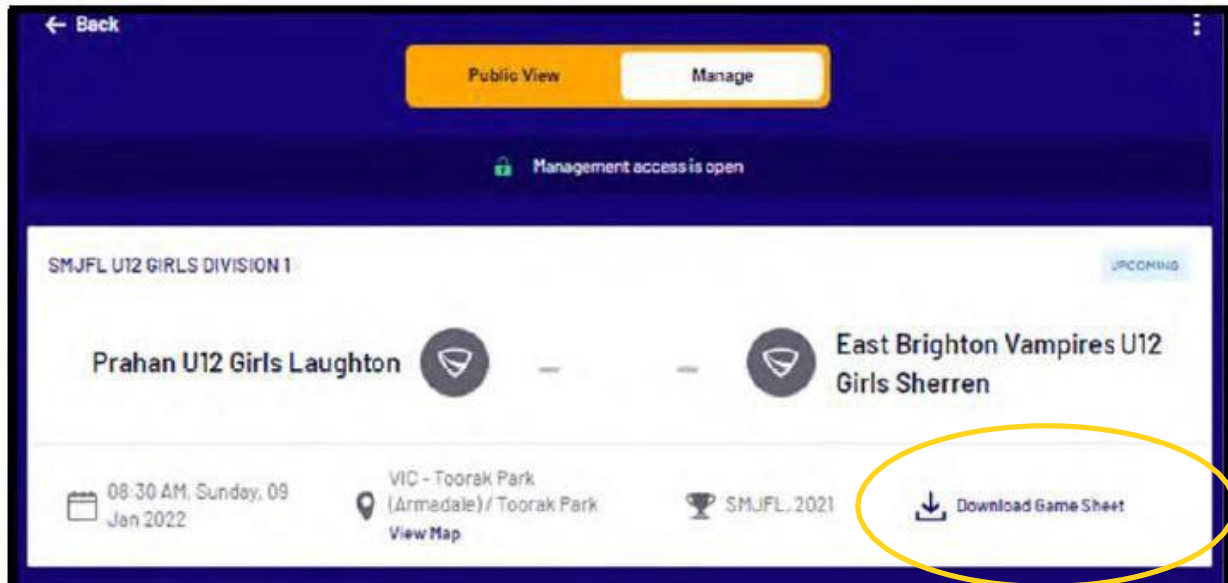 ← Back
Public View
Manage
Management access is open
SMJFL U12 GIRLS DIVISION 1
UPCOMING
Prahan U12 Girls Laughton
–
–
East Brighton Vampires U12
Girls Sherren
08:30 AM, Sunday, 09
Jan 2022
VIC - Toorak Park
(Armadale) / Toorak Park
View Map
SMJFL, 2021
Download Game Sheet